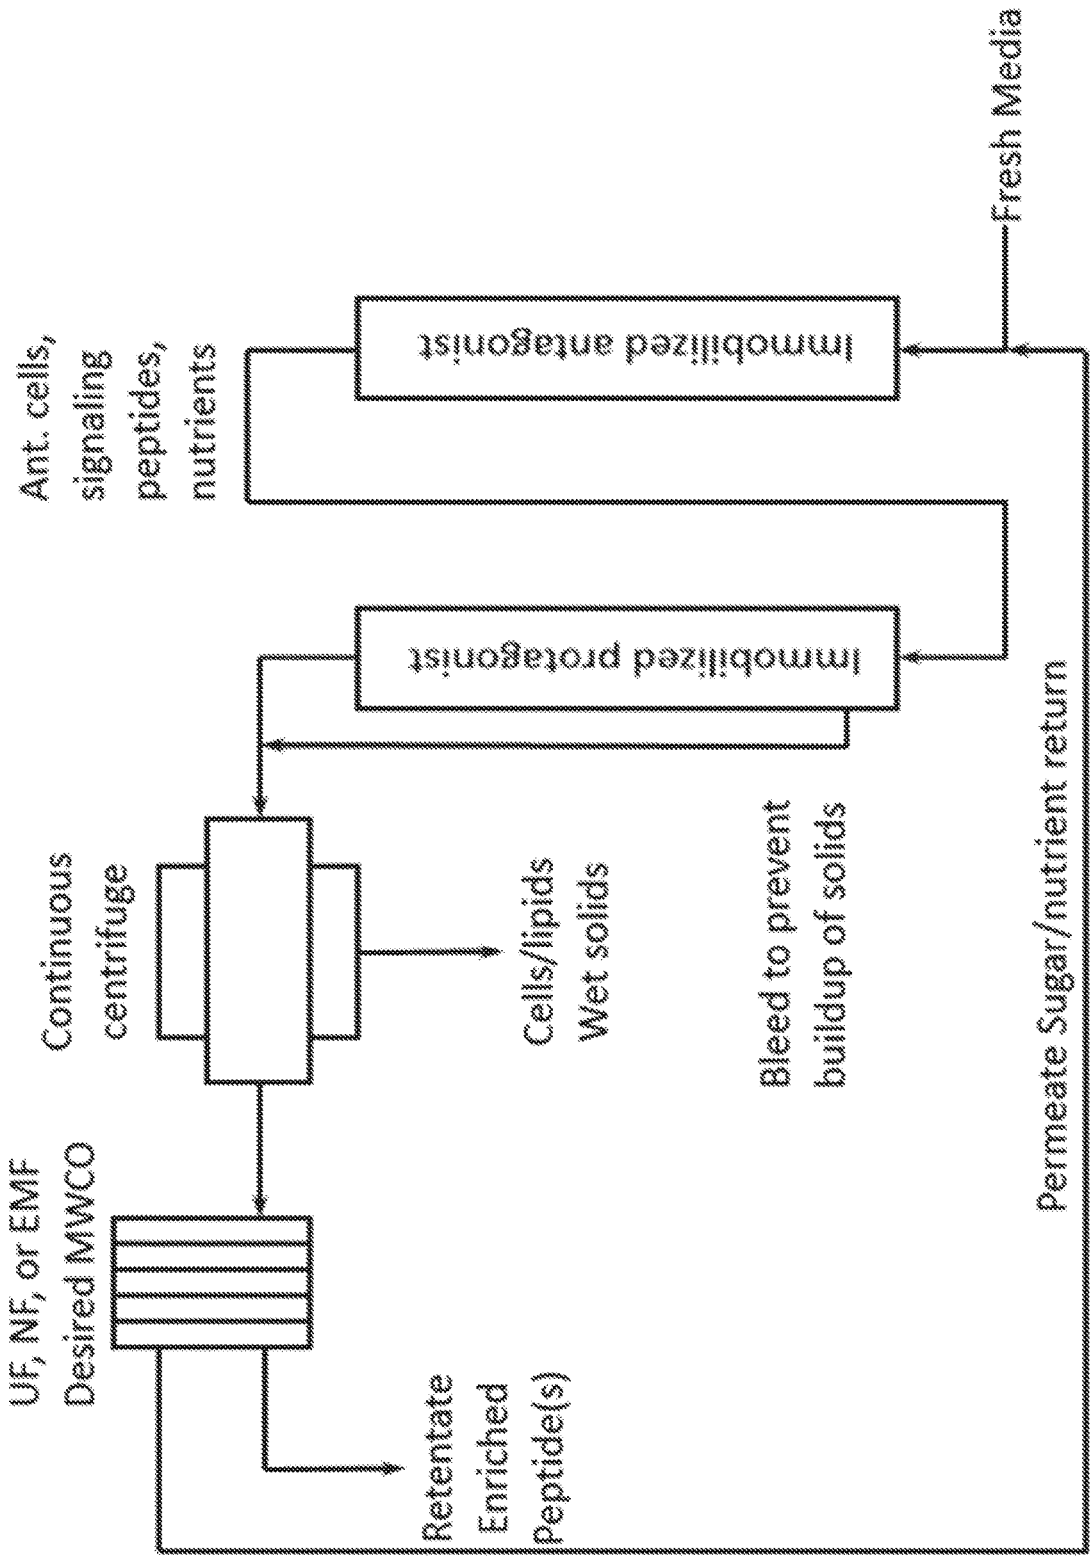 UF, NF, or EMF
Desired MWCO
Continuous
centrifuge
Ant. cells,
signaling
peptides,
nutrients
Retentate
Enriched
Peptide(s)
Cells/lipids
Wet solids
Bleed to prevent
buildup of solids
Immobilized protagonist
Immobilized antagonist
Permeate Sugar/nutrient return
Fresh Media